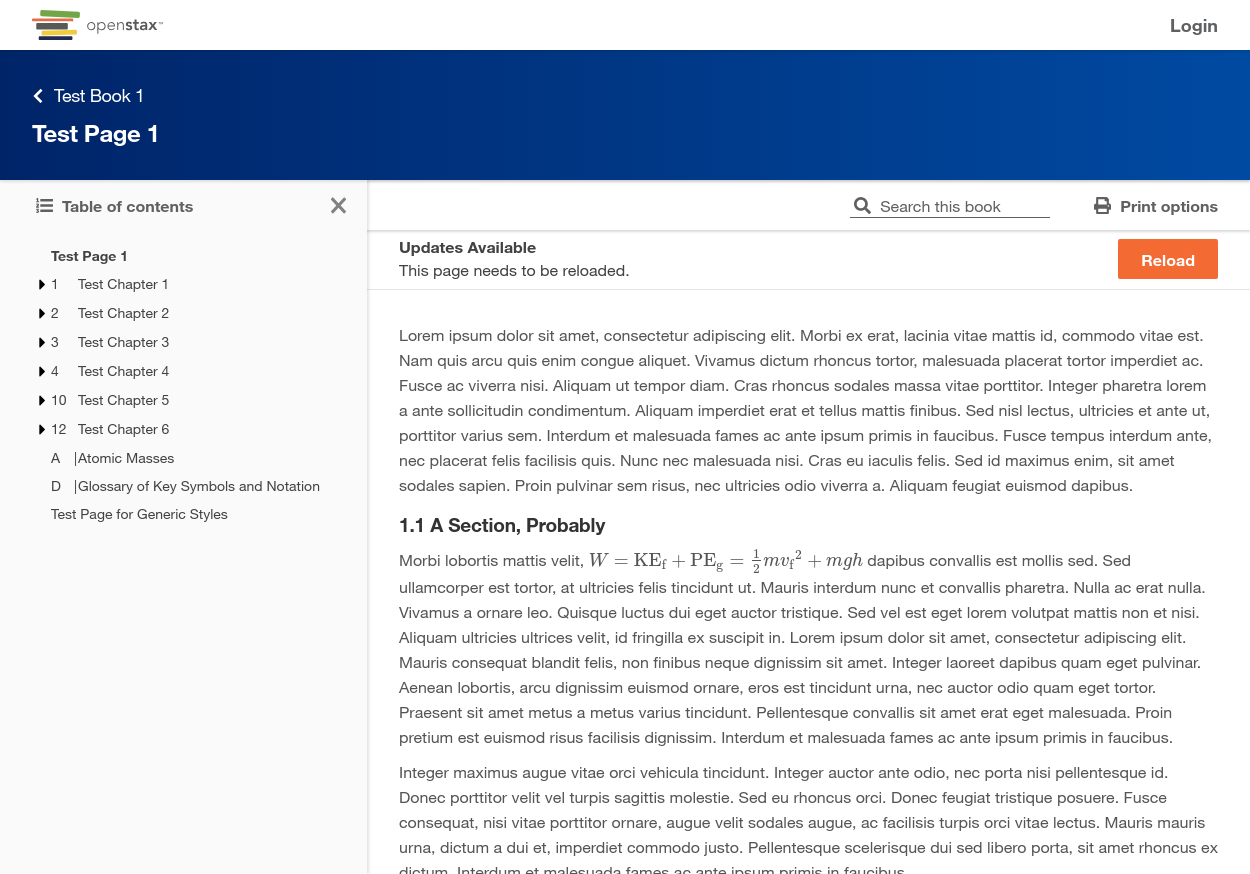 openstax™
Login
Test Book 1
Test Page 1
Table of contents
Search this book
Print options
Test Page 1
1 Test Chapter 1
2 Test Chapter 2
3 Test Chapter 3
4 Test Chapter 4
10 Test Chapter 5
12 Test Chapter 6
A |Atomic Masses
D |Glossary of Key Symbols and Notation
Test Page for Generic Styles
Updates Available
This page needs to be reloaded.
Reload
Lorem ipsum dolor sit amet, consectetur adipiscing elit. Morbi ex erat, lacinia vitae mattis id, commodo vitae est.
Nam quis arcu quis enim congue aliquet. Vivamus dictum rhoncus tortor, malesuada placerat tortor imperdiet ac.
Fusce ac viverra nisi. Aliquam ut tempor diam. Cras rhoncus sodales massa vitae porttitor. Integer pharetra lorem
a ante sollicitudin condimentum. Aliquam imperdiet erat et tellus mattis finibus. Sed nisl lectus, ultricies et ante ut,
porttitor varius sem. Interdum et malesuada fames ac ante ipsum primis in faucibus. Fusce tempus interdum ante,
nec placerat felis facilisis quis. Nunc nec malesuada nisi. Cras eu iaculis felis. Sed id maximus enim, sit amet
sodales sapien. Proin pulvinar sem risus, nec ultricies odio viverra a. Aliquam feugiat euismod dapibus.
1.1 A Section, Probably
Morbi lobortis mattis velit, W = KE_f + PE_g = 1/2 mv_f^2 + mgh dapibus convallis est mollis sed. Sed
ullamcorper est tortor, at ultricies felis tincidunt ut. Mauris interdum nunc et convallis pharetra. Nulla ac erat nulla.
Vivamus a ornare leo. Quisque luctus dui eget auctor tristique. Sed vel est eget lorem volutpat mattis non et nisi.
Aliquam ultricies ultrices velit, id fringilla ex suscipit in. Lorem ipsum dolor sit amet, consectetur adipiscing elit.
Mauris consequat blandit felis, non finibus neque dignissim sit amet. Integer laoreet dapibus quam eget pulvinar.
Aenean lobortis, arcu dignissim euismod ornare, eros est tincidunt urna, nec auctor odio quam eget tortor.
Praesent sit amet metus a metus varius tincidunt. Pellentesque convallis sit amet erat eget malesuada. Proin
pretium est euismod risus facilisis dignissim. Interdum et malesuada fames ac ante ipsum primis in faucibus.
Integer maximus augue vitae orci vehicula tincidunt. Integer auctor ante odio, nec porta nisi pellentesque id.
Donec porttitor velit vel turpis sagittis molestie. Sed eu rhoncus orci. Donec feugiat tristique posuere. Fusce
consequat, nisi vitae porttitor ornare, augue velit sodales augue, ac facilisis turpis orci vitae lectus. Mauris mauris
urna, dictum a dui et, imperdiet commodo justo. Pellentesque scelerisque dui sed libero porta, sit amet rhoncus ex
dictum. Interdum et malesuada fames ac ante ipsum primis in faucibus.